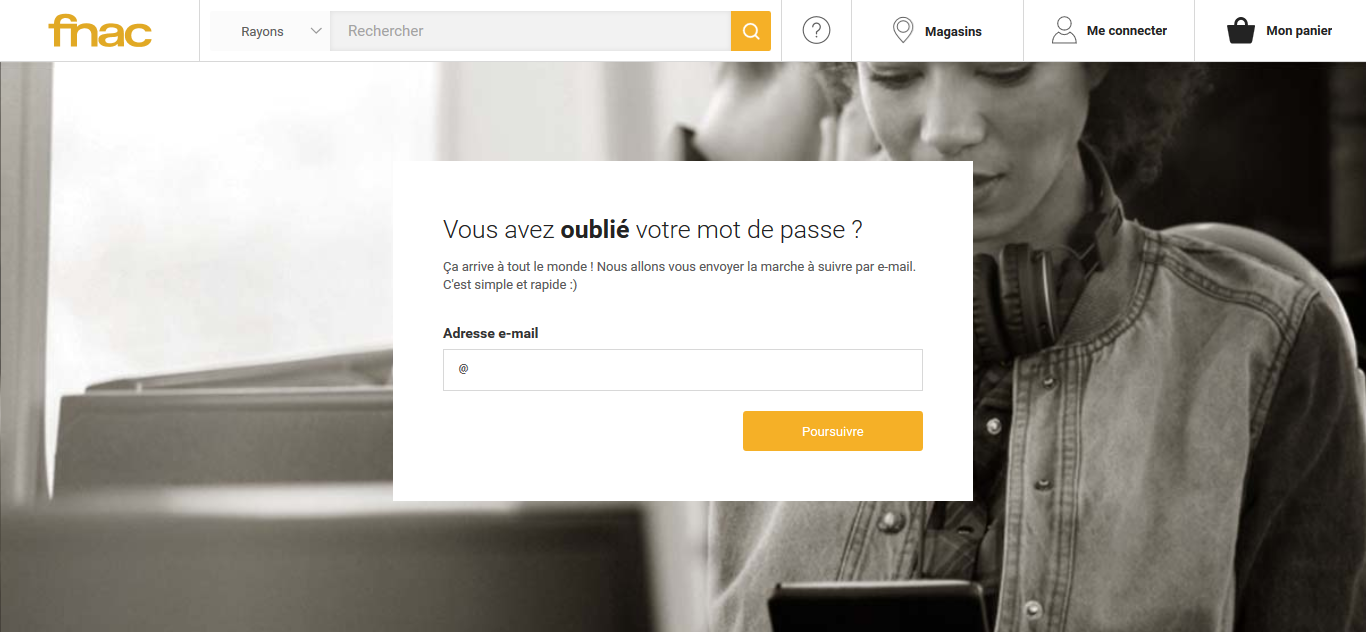 fnac
Rayons
Rechercher
?
Magasins
Me connecter
Mon panier
Vous avez oublié votre mot de passe ?
Ça arrive à tout le monde ! Nous allons vous envoyer la marche à suivre par e-mail.
C'est simple et rapide :)
Adresse e-mail
@
Poursuivre